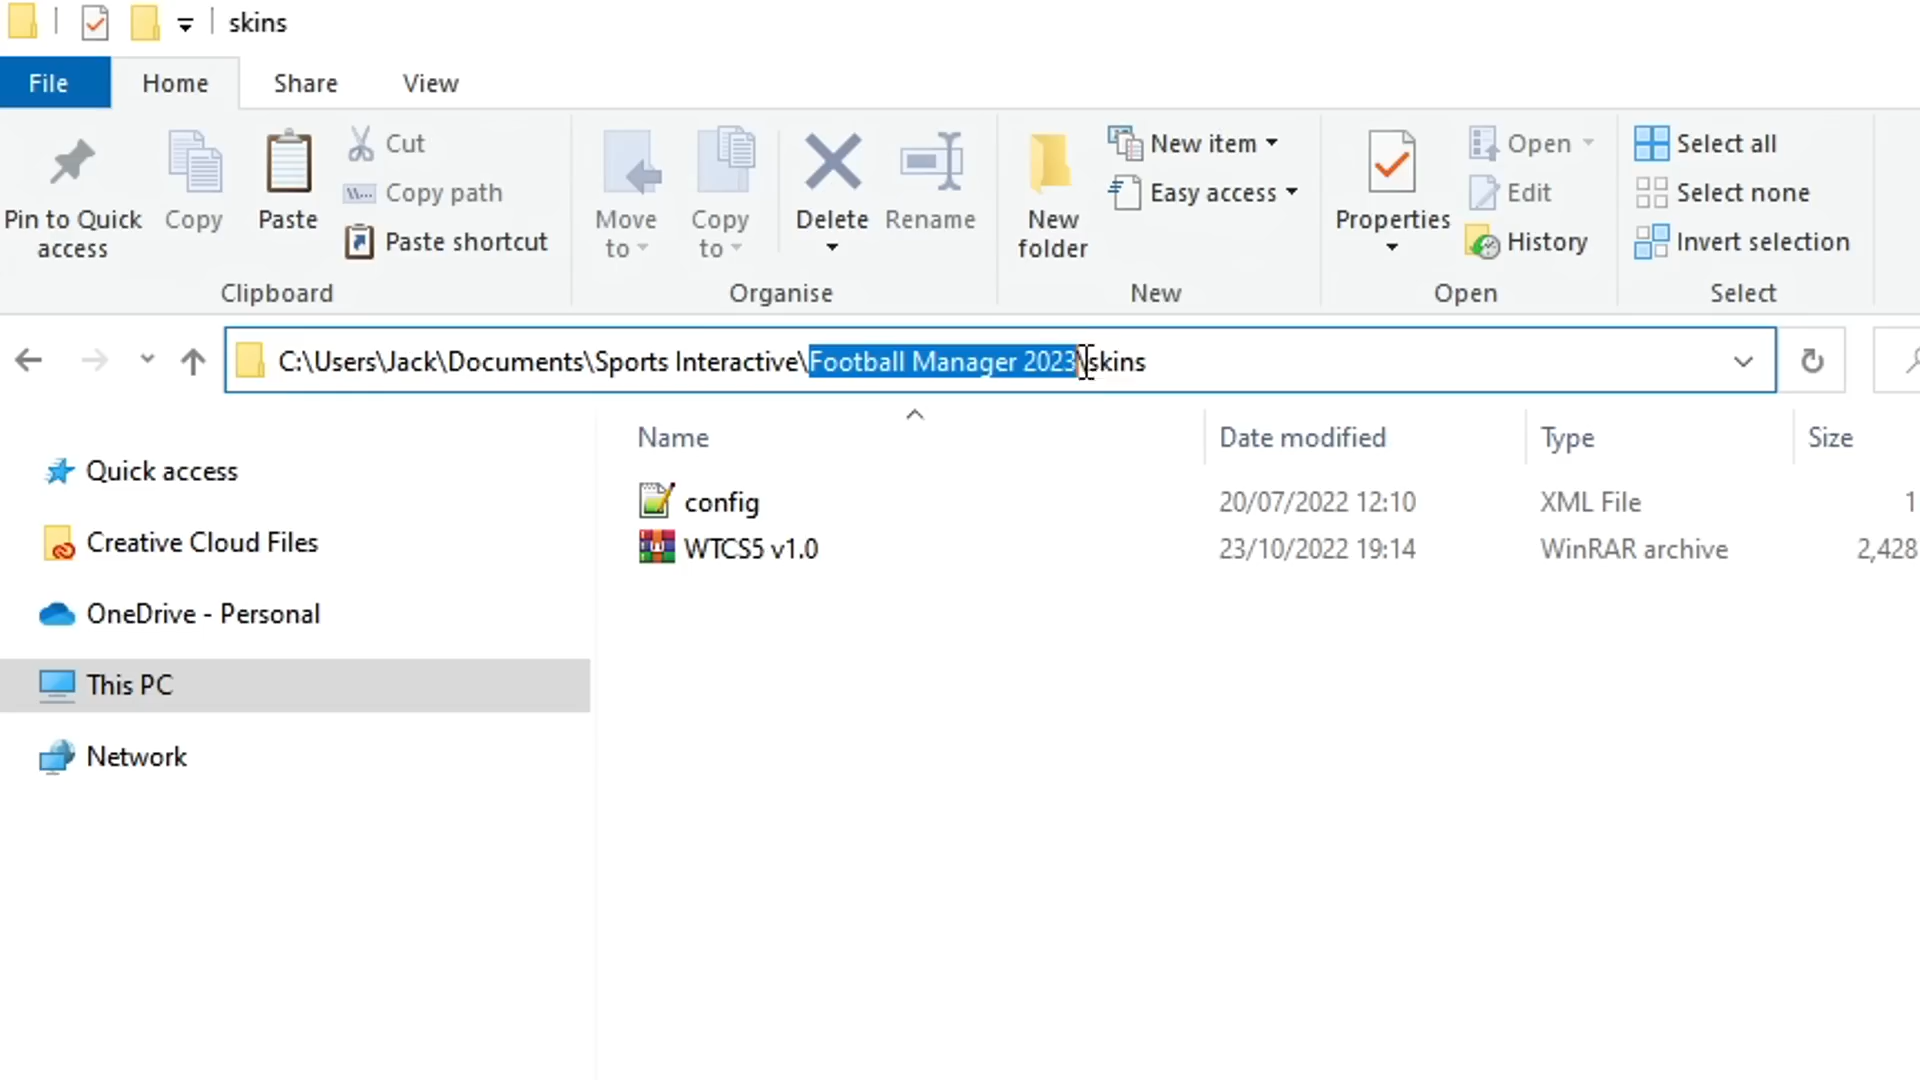 skins
File Home Share View
Pin to Quick access
Copy
Paste
Cut
Copy path
Paste shortcut
Clipboard
Move to
Copy to
Delete
Rename
Organise
New folder
New item
Easy access
New
Properties
Open
Edit
History
Open
Select all
Select none
Invert selection
Select
C:\Users\Jack\Documents\Sports Interactive\Football Manager 2023\skins
Quick access
Creative Cloud Files
OneDrive - Personal
This PC
Network
Name Date modified Type Size
config 20/07/2022 12:10 XML File 1
WTCS5 v1.0 23/10/2022 19:14 WinRAR archive 2,428